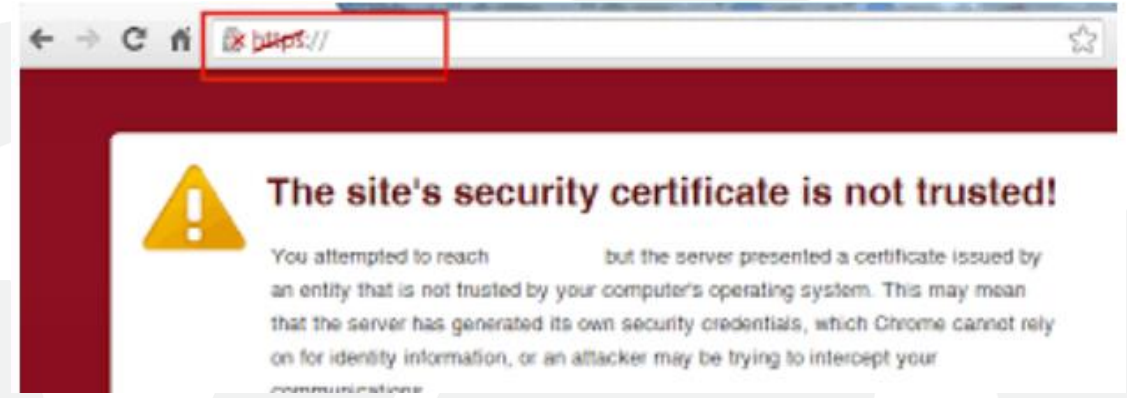 https://
The site's security certificate is not trusted!
You attempted to reach but the server presented a certificate issued by
an entity that is not trusted by your computer's operating system. This may mean
that the server has generated its own security credentials, which Chrome cannot rely
on for identity information, or an attacker may be trying to intercept your
communications.